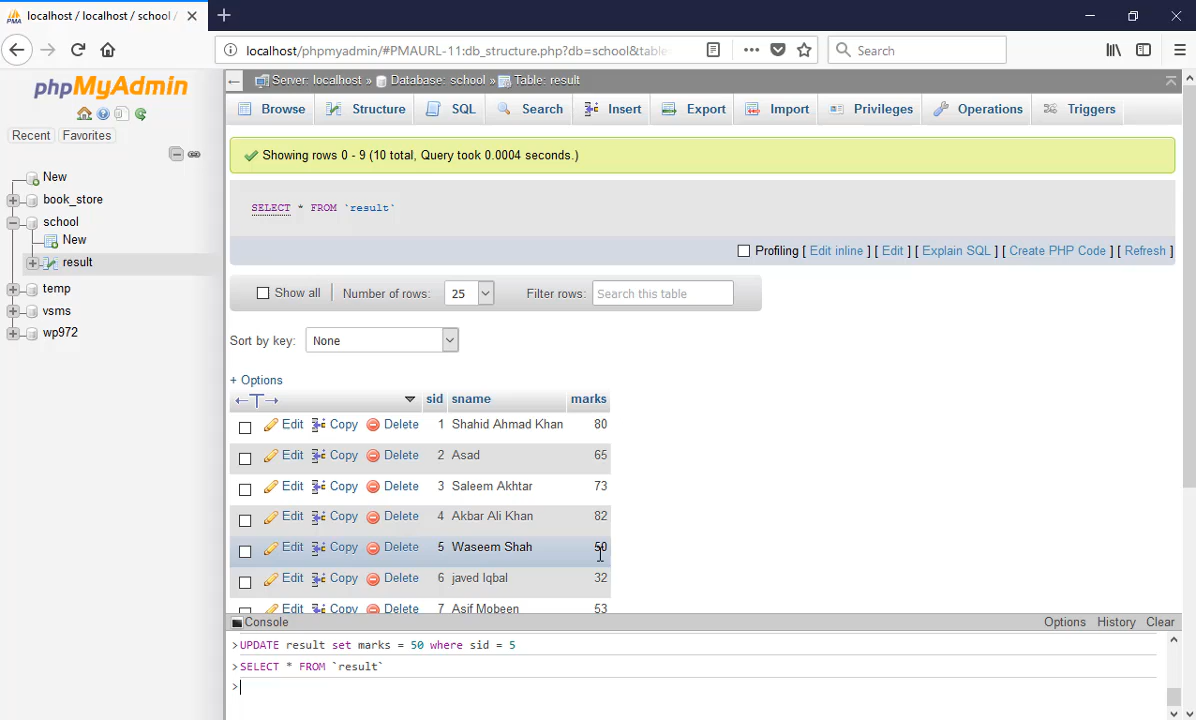 localhost / localhost / school /
localhost/phpmyadmin/#PMAURL-11:db_structure.php?db=school&table
Search
phpMyAdmin
Recent Favorites
New
book_store
school
New
result
temp
vsms
wp972
Server: localhost » Database: school » Table: result
Browse Structure SQL Search Insert Export Import Privileges Operations Triggers
Showing rows 0 - 9 (10 total, Query took 0.0004 seconds.)
SELECT * FROM `result`
Profiling [ Edit inline ] [ Edit ] [ Explain SQL ] [ Create PHP Code ] [ Refresh ]
Show all Number of rows: 25 Filter rows: Search this table
Sort by key: None
+ Options
←T→ sid sname marks
Edit Copy Delete 1 Shahid Ahmad Khan 80
Edit Copy Delete 2 Asad 65
Edit Copy Delete 3 Saleem Akhtar 73
Edit Copy Delete 4 Akbar Ali Khan 82
Edit Copy Delete 5 Waseem Shah 50
Edit Copy Delete 6 javed Iqbal 32
Edit Copy Delete 7 Asif Mobeen 53
Console Options History Clear
>UPDATE result set marks = 50 where sid = 5
>SELECT * FROM `result`
>